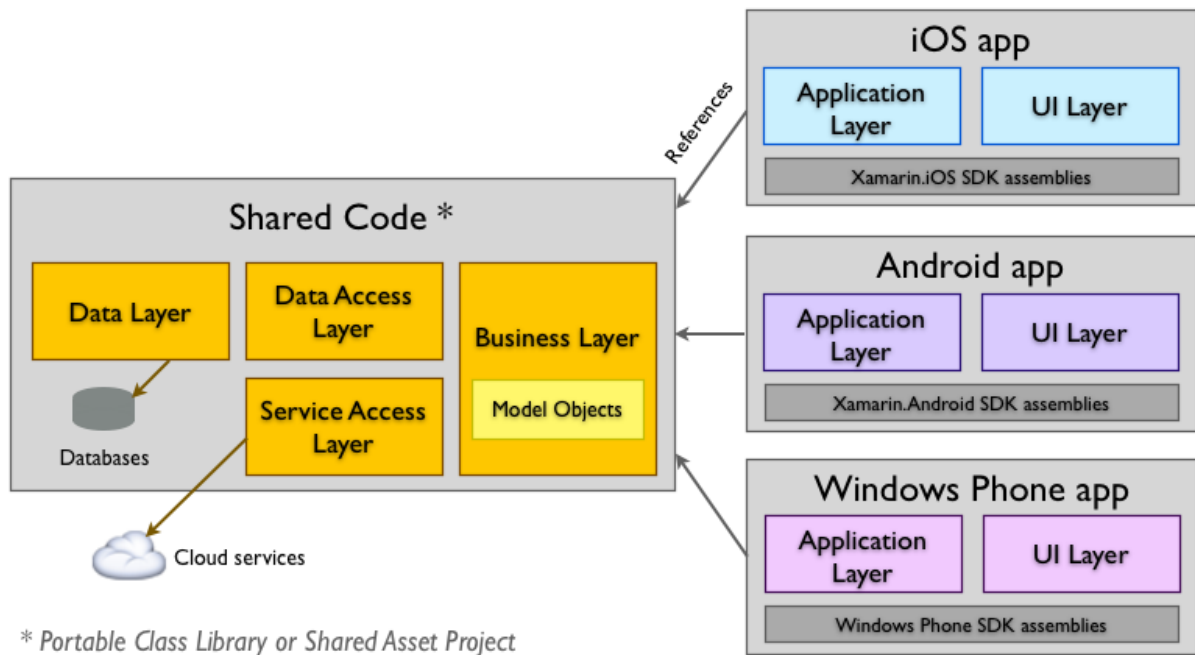 Shared Code *
Data Layer
Data Access
Layer
Business Layer
Model Objects
Service Access
Layer
Databases
Cloud services
* Portable Class Library or Shared Asset Project
References
iOS app
Application
Layer
UI Layer
Xamarin.iOS SDK assemblies
Android app
Application
Layer
UI Layer
Xamarin.Android SDK assemblies
Windows Phone app
Application
Layer
UI Layer
Windows Phone SDK assemblies